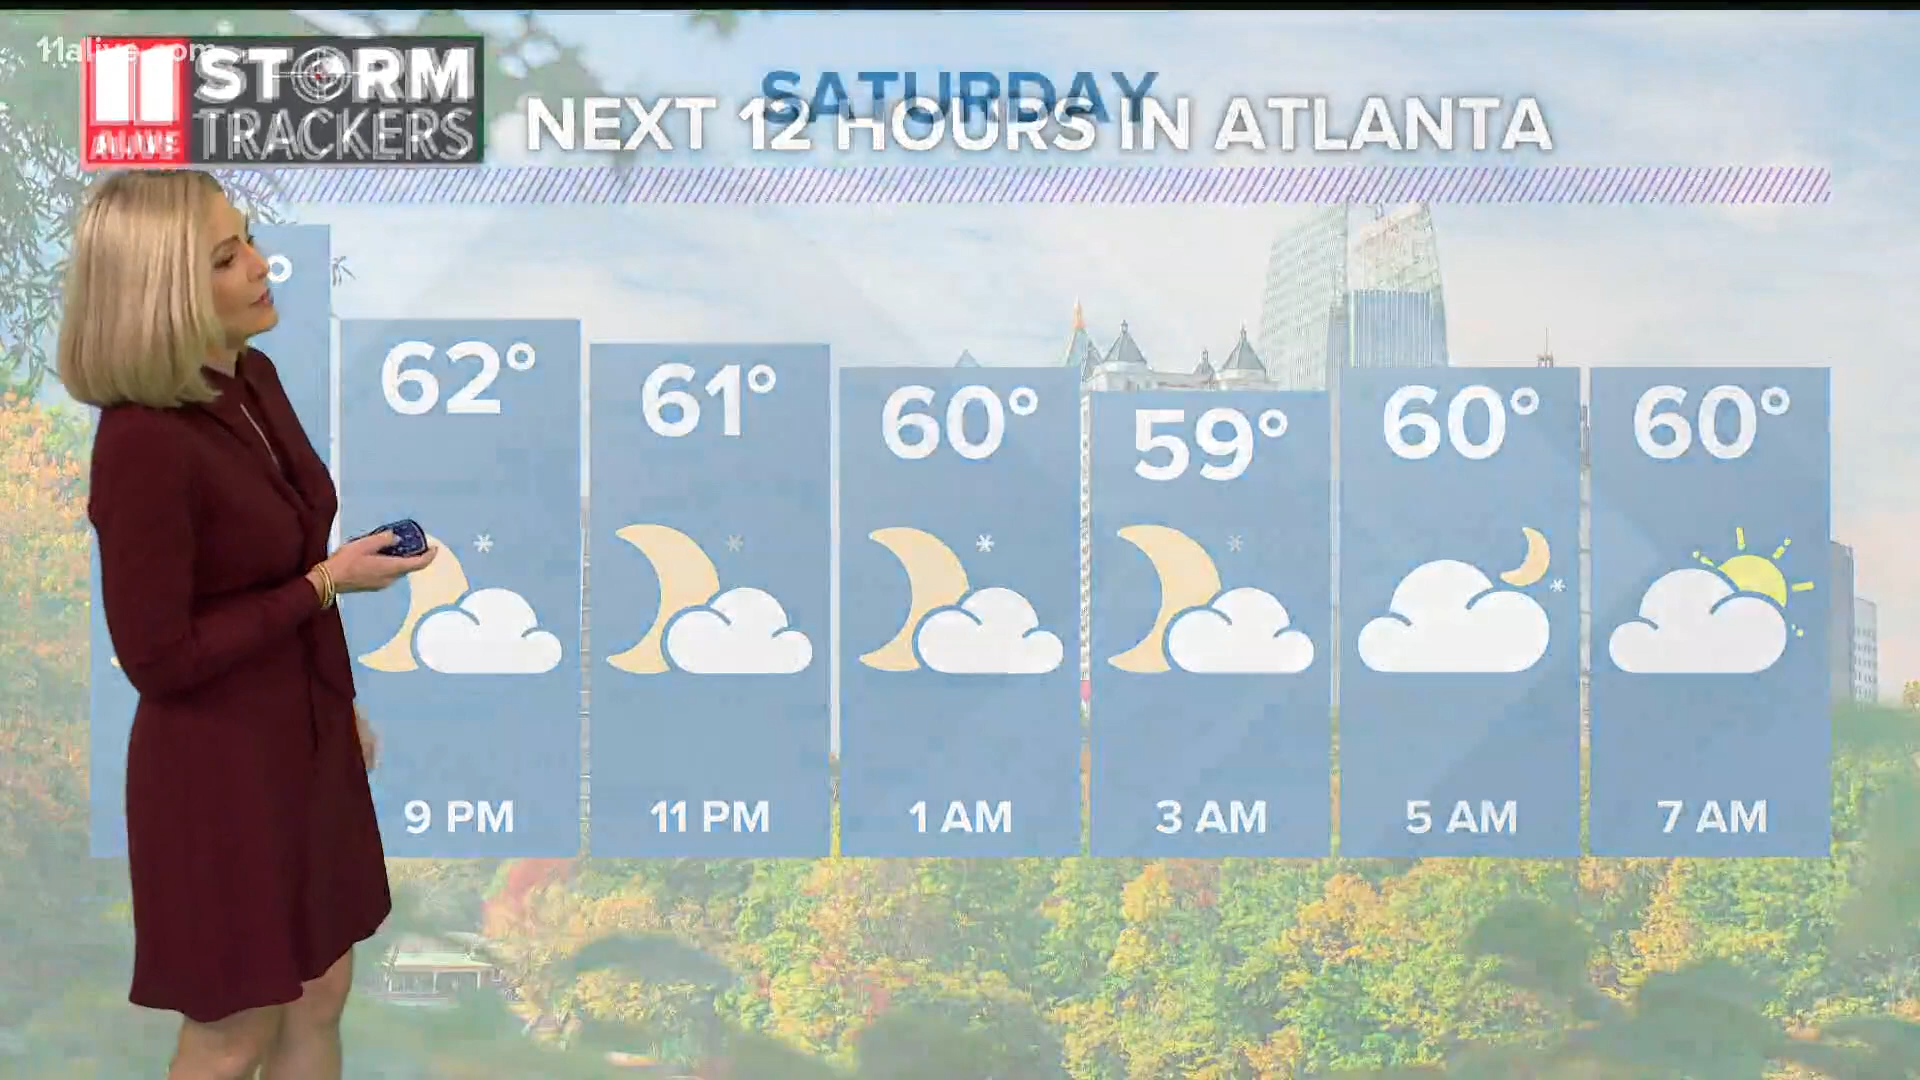 11alive.com
11 ALIVE
STORM
TRACKERS
SATURDAY
NEXT 12 HOURS IN ATLANTA
°
62° 61° 60° 59° 60° 60°
9 PM 11 PM 1 AM 3 AM 5 AM 7 AM